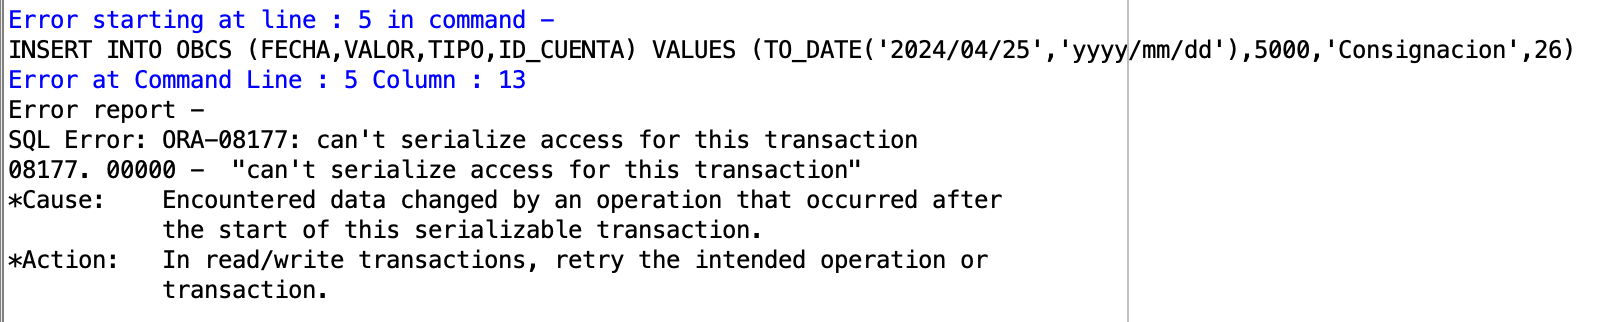 Error starting at line : 5 in command -
INSERT INTO OBCS (FECHA,VALOR,TIPO,ID_CUENTA) VALUES (TO_DATE('2024/04/25','yyyy/mm/dd'),5000,'Consignacion',26)
Error at Command Line : 5 Column : 13
Error report -
SQL Error: ORA-08177: can't serialize access for this transaction
08177. 00000 -  "can't serialize access for this transaction"
*Cause:    Encountered data changed by an operation that occurred after
           the start of this serializable transaction.
*Action:   In read/write transactions, retry the intended operation or
           transaction.